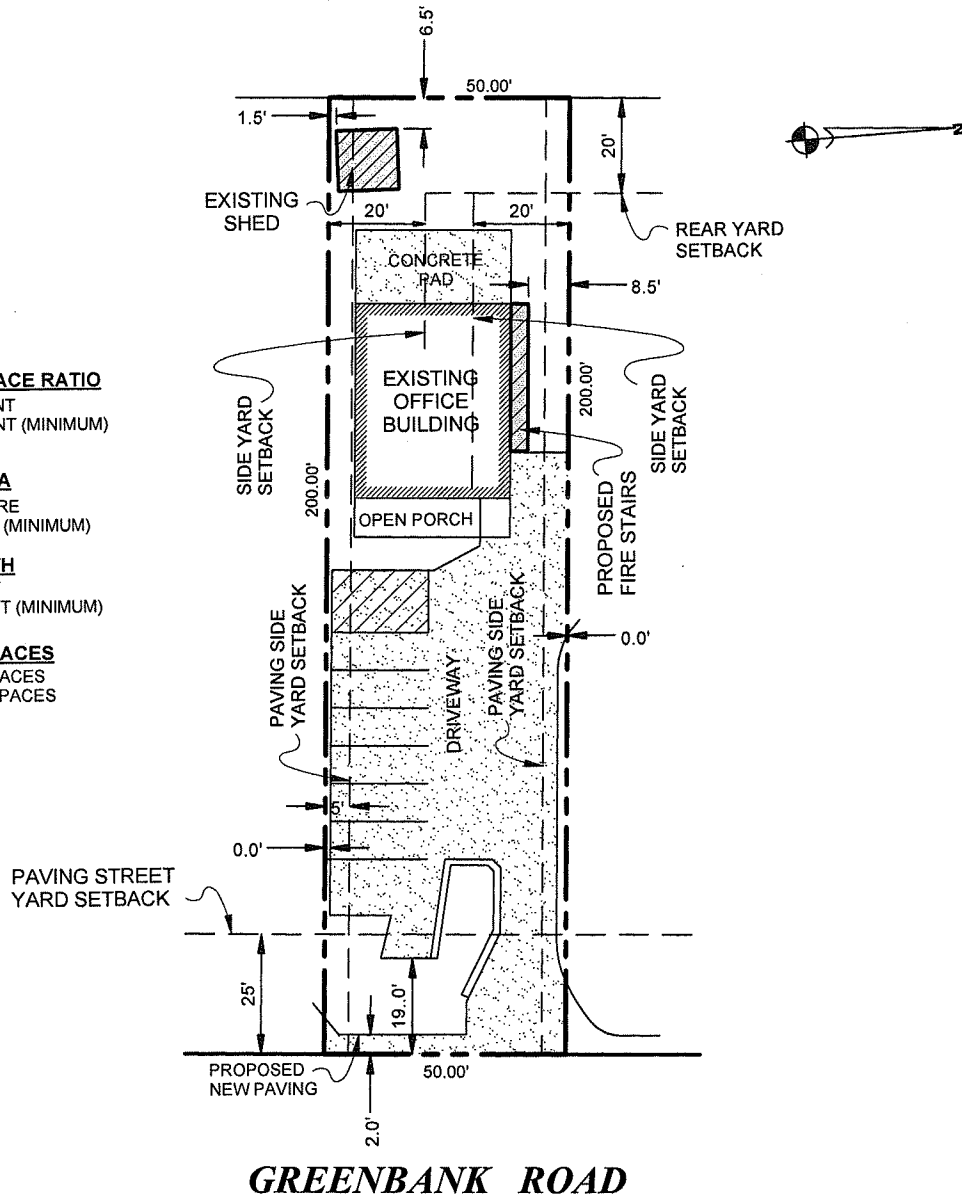 6.5'
50.00'
1.5'
20'
EXISTING
SHED
20'
20'
REAR YARD
SETBACK
CONCRETE
PAD
8.5'
EXISTING
OFFICE
BUILDING
200.00'
SIDE YARD
SETBACK
SIDE YARD
SETBACK
PROPOSED
FIRE STAIRS
200.00'
OPEN PORCH
ACE RATIO
NT
NT (MINIMUM)
A
RE
(MINIMUM)
TH
T (MINIMUM)
ACES
ACES
PACES
PAVING SIDE
YARD SETBACK
DRIVEWAY
PAVING SIDE
YARD SETBACK
0.0'
5'
0.0'
PAVING STREET
YARD SETBACK
25'
19..0'
PROPOSED
NEW PAVING
50.00'
2.0'
GREENBANK ROAD
Z